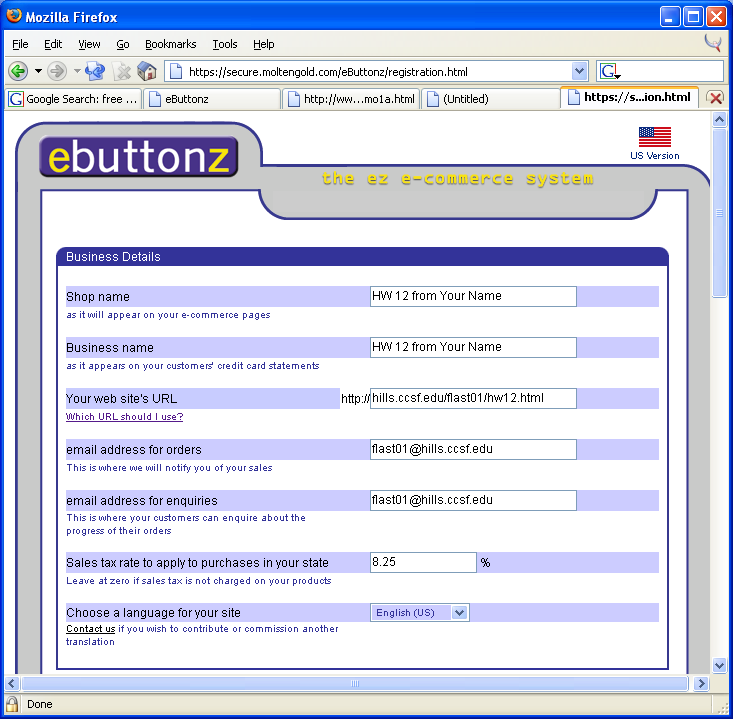 Mozilla Firefox
File Edit View Go Bookmarks Tools Help
https://secure.moltengold.com/eButtonz/registration.html
Google Search: free ... eButtonz http://ww...mo1a.html (Untitled) https://s...ion.html
ebuttonz
US Version
the ez e-commerce system
Business Details
Shop name HW 12 from Your Name
as it will appear on your e-commerce pages
Business name HW 12 from Your Name
as it appears on your customers' credit card statements
Your web site's URL http:// hills.ccsf.edu/flast01/hw12.html
Which URL should I use?
email address for orders flast01@hills.ccsf.edu
This is where we will notify you of your sales
email address for enquiries flast01@hills.ccsf.edu
This is where your customers can enquire about the
progress of their orders
Sales tax rate to apply to purchases in your state 8.25 %
Leave at zero if sales tax is not charged on your products
Choose a language for your site English (US)
Contact us if you wish to contribute or commission another
translation
Done